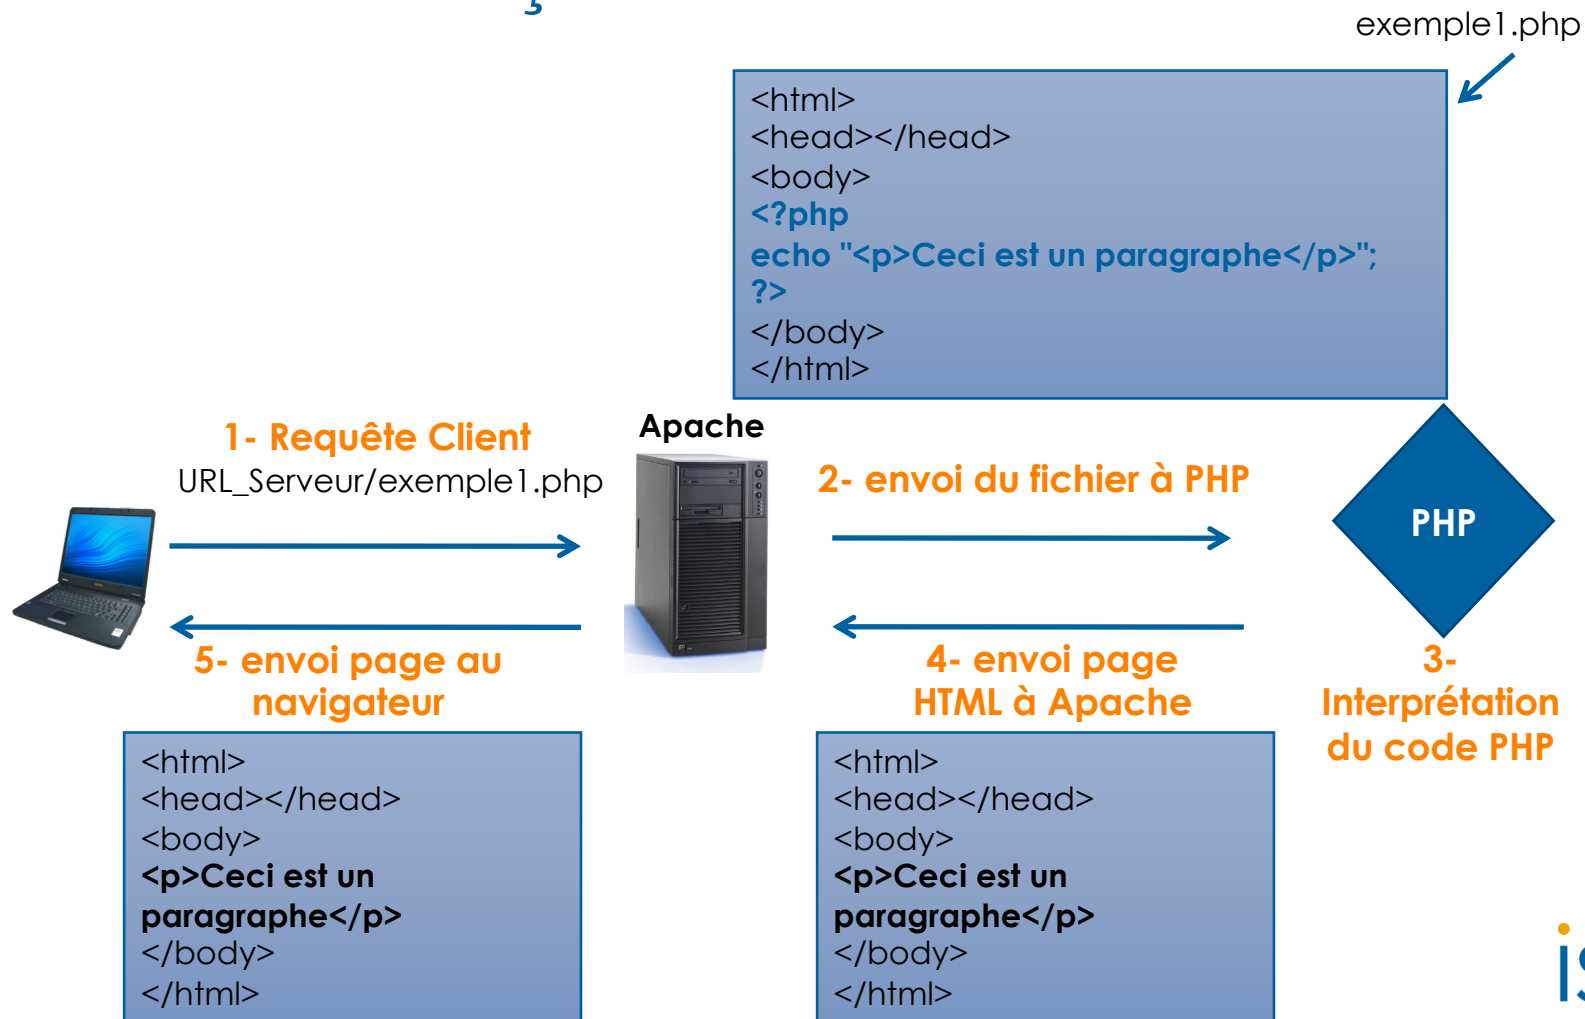 exemple1.php
<html>
<head></head>
<body>
<?php
echo "<p>Ceci est un paragraphe</p>";
?>
</body>
</html>
1- Requête Client
URL_Serveur/exemple1.php
Apache
2- envoi du fichier à PHP
PHP
5- envoi page au
navigateur
4- envoi page
HTML à Apache
3-
Interprétation
du code PHP
<html>
<head></head>
<body>
<p>Ceci est un
paragraphe</p>
</body>
</html>
<html>
<head></head>
<body>
<p>Ceci est un
paragraphe</p>
</body>
</html>